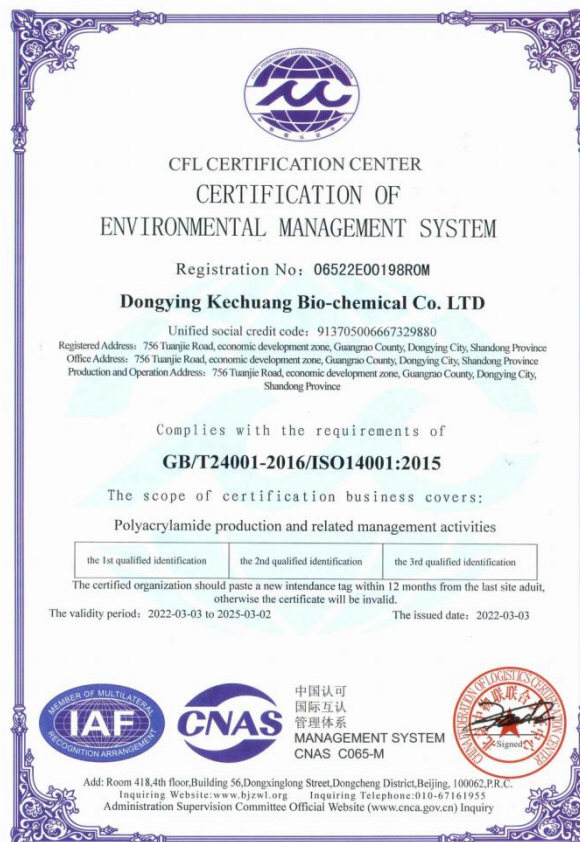 CFL CERTIFICATION CENTER
CERTIFICATION OF
ENVIRONMENTAL MANAGEMENT SYSTEM
Registration No: 06522E00198R0M
Dongying Kechuang Bio-chemical Co. LTD
Unified social credit code: 913705006667329880
Registered Address: 756 Tuanjie Road, economic development zone, Guangrao County, Dongying City, Shandong Province
Office Address: 756 Tuanjie Road, economic development zone, Guangrao County, Dongying City, Shandong Province
Production and Operation Address: 756 Tuanjie Road, economic development zone, Guangrao County, Dongying City,
Shandong Province
Complies with the requirements of
GB/T24001-2016/ISO14001:2015
The scope of certification business covers:
Polyacrylamide production and related management activities
the 1st qualified identification
the 2nd qualified identification
the 3rd qualified identification
The certified organization should paste a new intendance tag within 12 months from the last site aduit,
otherwise the certificate will be invalid.
The validity period: 2022-03-03 to 2025-03-02
The issued date: 2022-03-03
MEMBER OF MULTILATERAL
IAF
RECOGNITION ARRANGEMENT
CNAS
中国认可
国际互认
管理体系
MANAGEMENT SYSTEM
CNAS C065-M
Signed
Add: Room 418,4th floor,Building 56,Dongxinglong Street,Dongcheng District,Beijing, 100062,P.R.C.
Inquiring Website:www.bjzwl.org Inquiring Telephone:010-67161955
Administration Supervision Committee Official Website (www.cnca.gov.cn) Inquiry